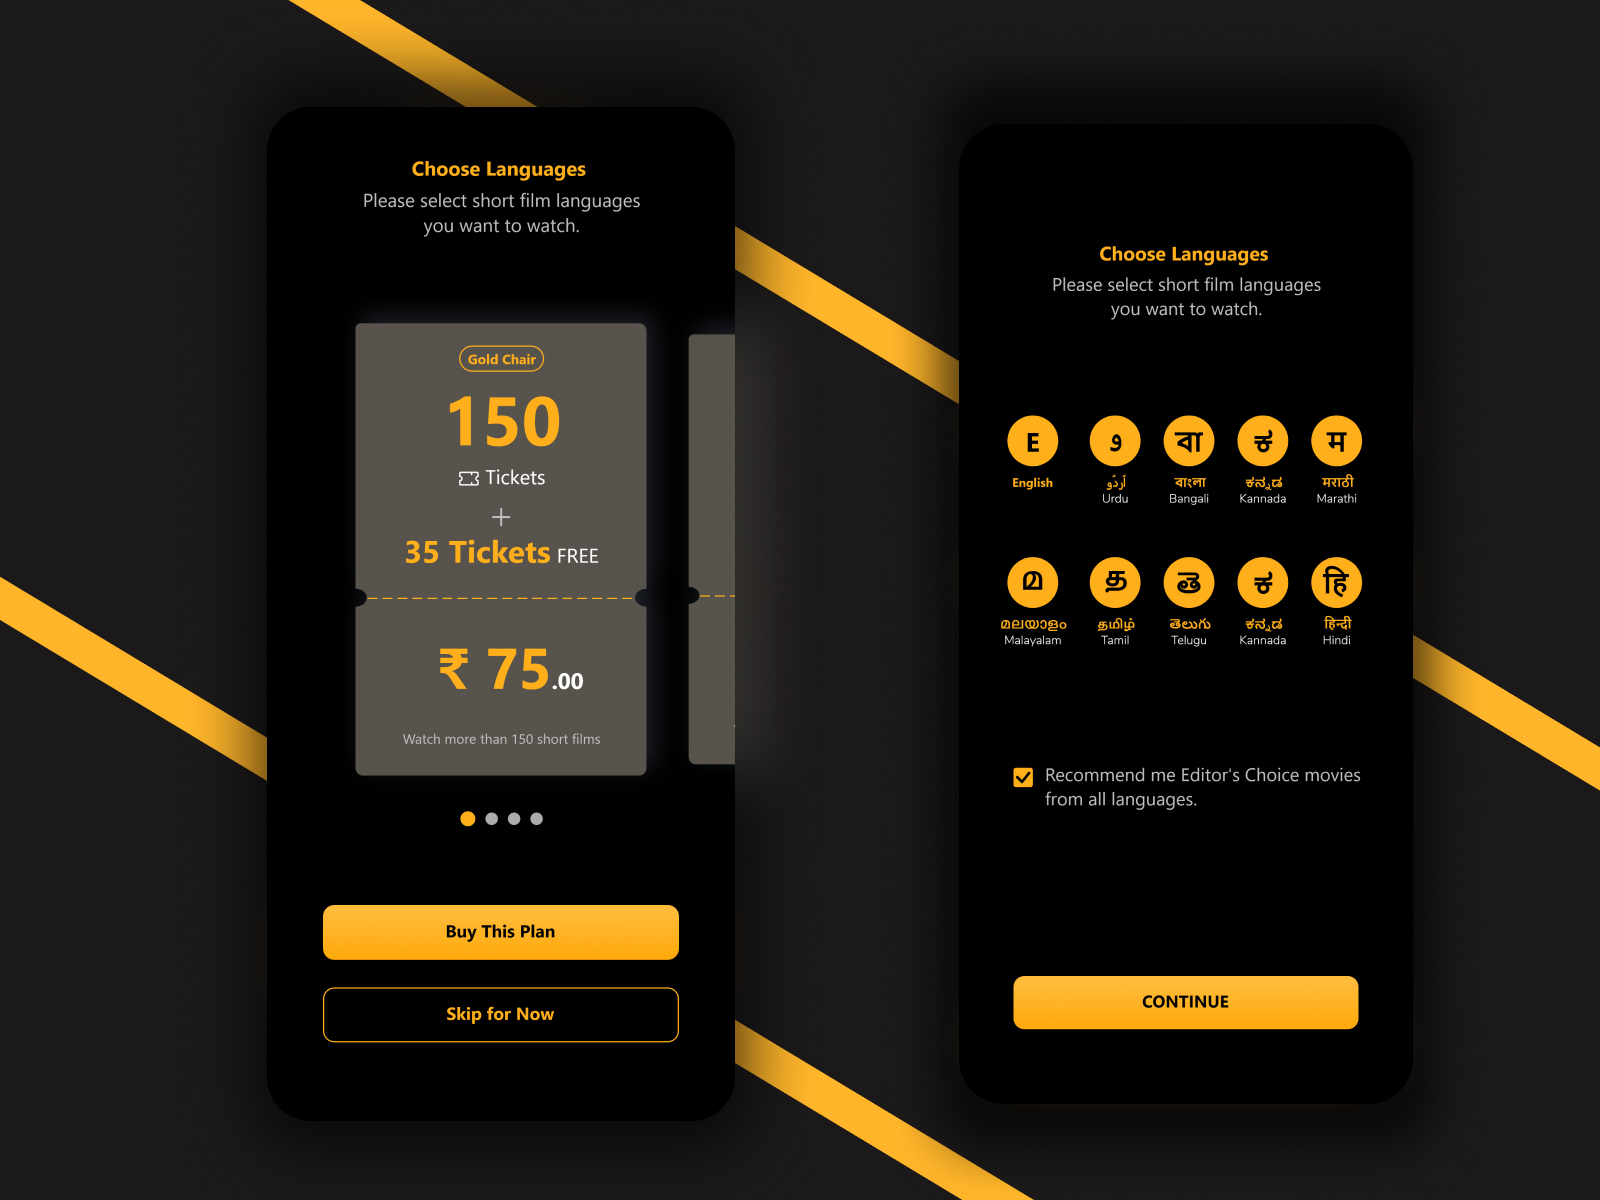 Choose Languages
Please select short film languages
you want to watch.
Gold Chair
150
Tickets
+
35 Tickets FREE
₹ 75.00
Watch more than 150 short films
Buy This Plan
Skip for Now
Choose Languages
Please select short film languages
you want to watch.
E و বা ಕ म
English اُردُو বাংলা ಕನ್ನಡ मराठी
Urdu Bangali Kannada Marathi
മ த తె ಕ हि
മലയാളം தமிழ் తెలుగు ಕನ್ನಡ हिन्दी
Malayalam Tamil Telugu Kannada Hindi
Recommend me Editor's Choice movies
from all languages.
CONTINUE